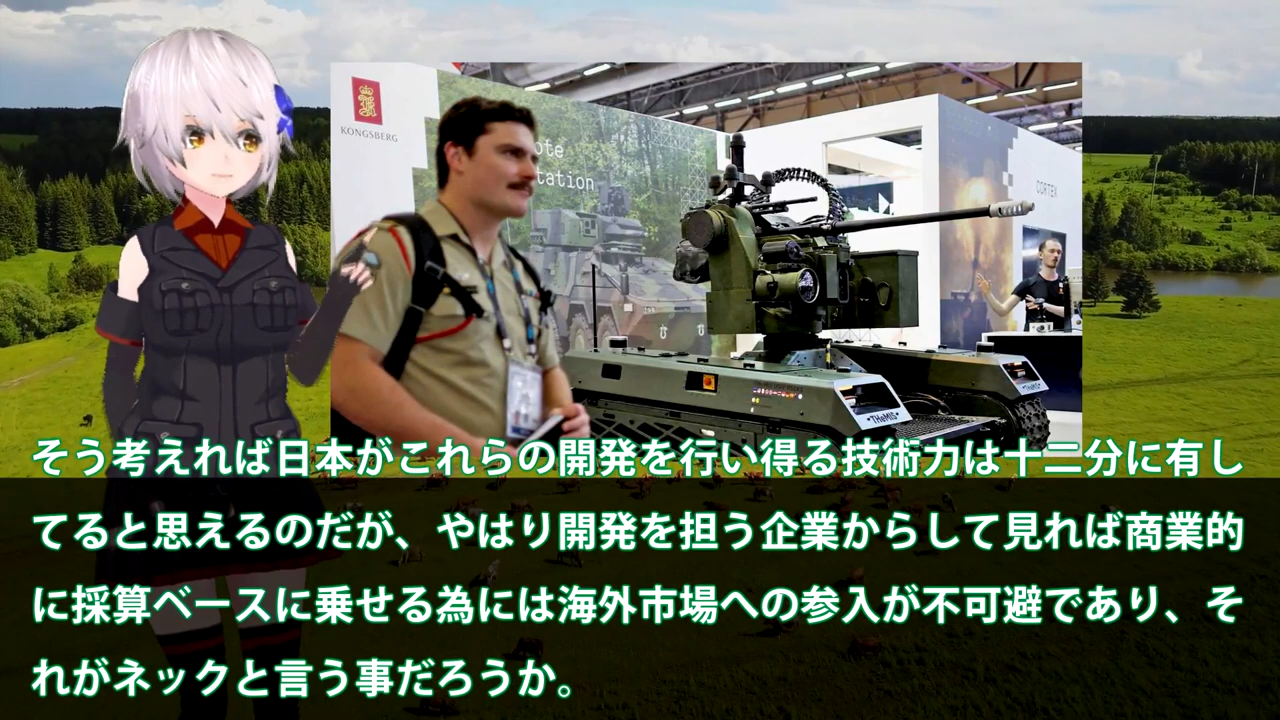 KONGSBERG
ote
tation
CORTEX
THeMIS
THeMIS
そう考えれば日本がこれらの開発を行い得る技術力は十二分に有し
てると思えるのだが、やはり開発を担う企業からして見れば商業的
に採算ベースに乗せる為には海外市場への参入が不可避であり、そ
れがネックと言う事だろうか。